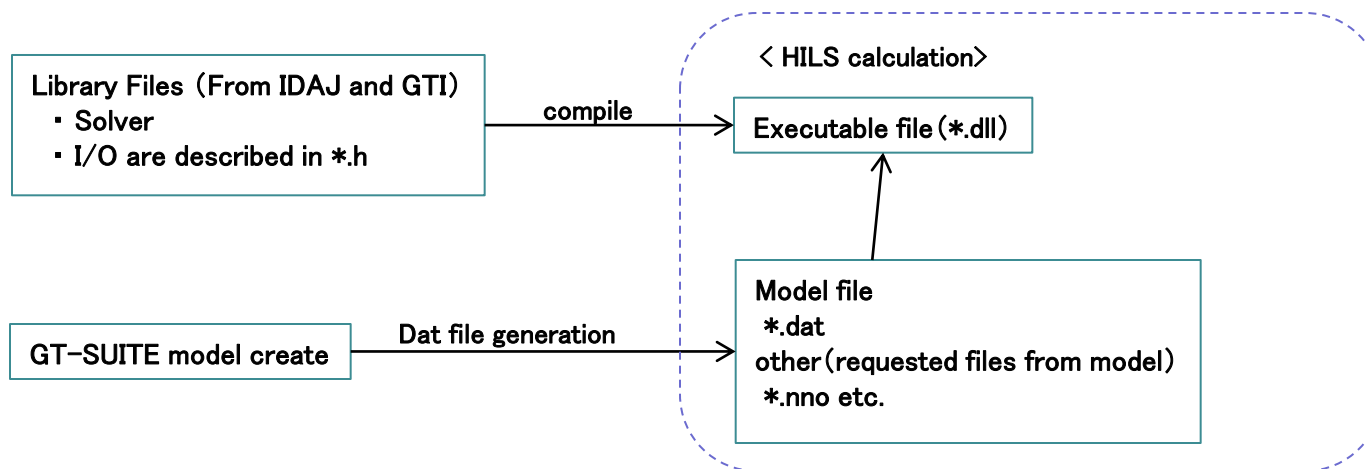 Library Files (From IDAJ and GTI)
・ Solver
・ I/O are described in *.h
compile
< HILS calculation>
Executable file(*.dll)
GT-SUITE model create
Dat file generation
Model file
*.dat
other(requested files from model)
*.nno etc.